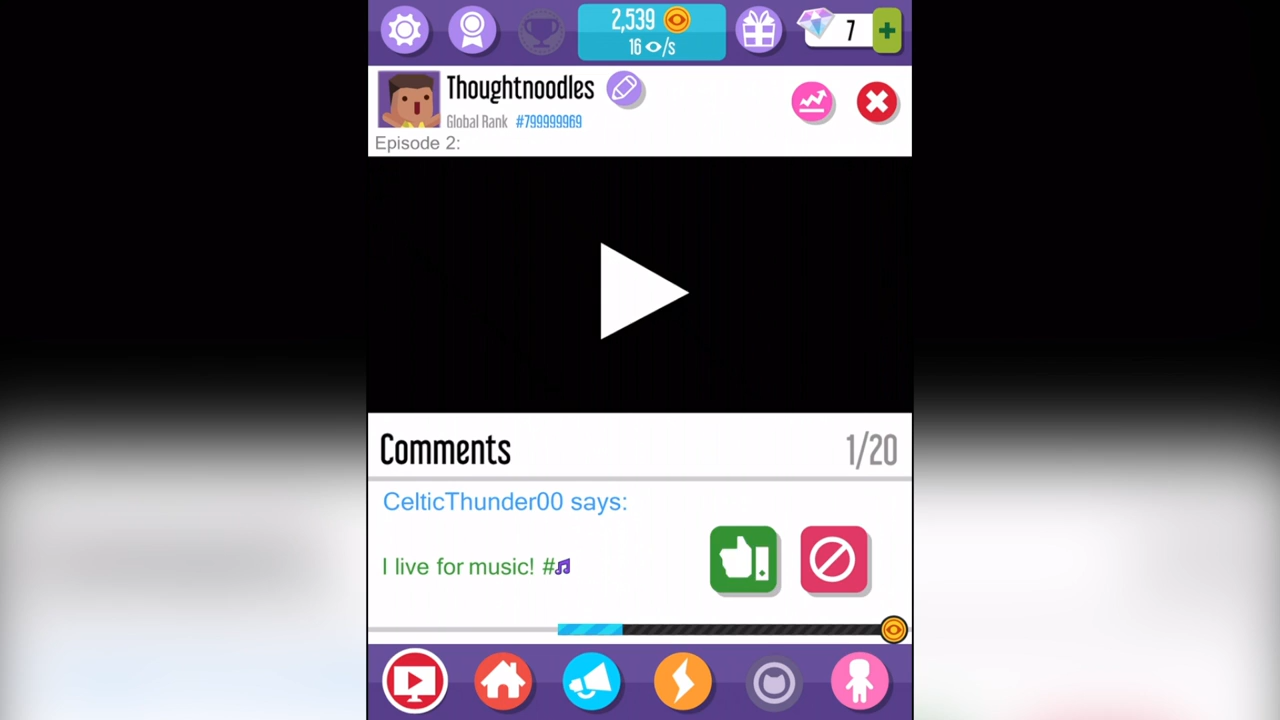 2,539
16 /s
7
+
Thoughtnoodles
Global Rank #799999969
Episode 2:
Comments
1/20
CelticThunder00 says:
I live for music! #🎵